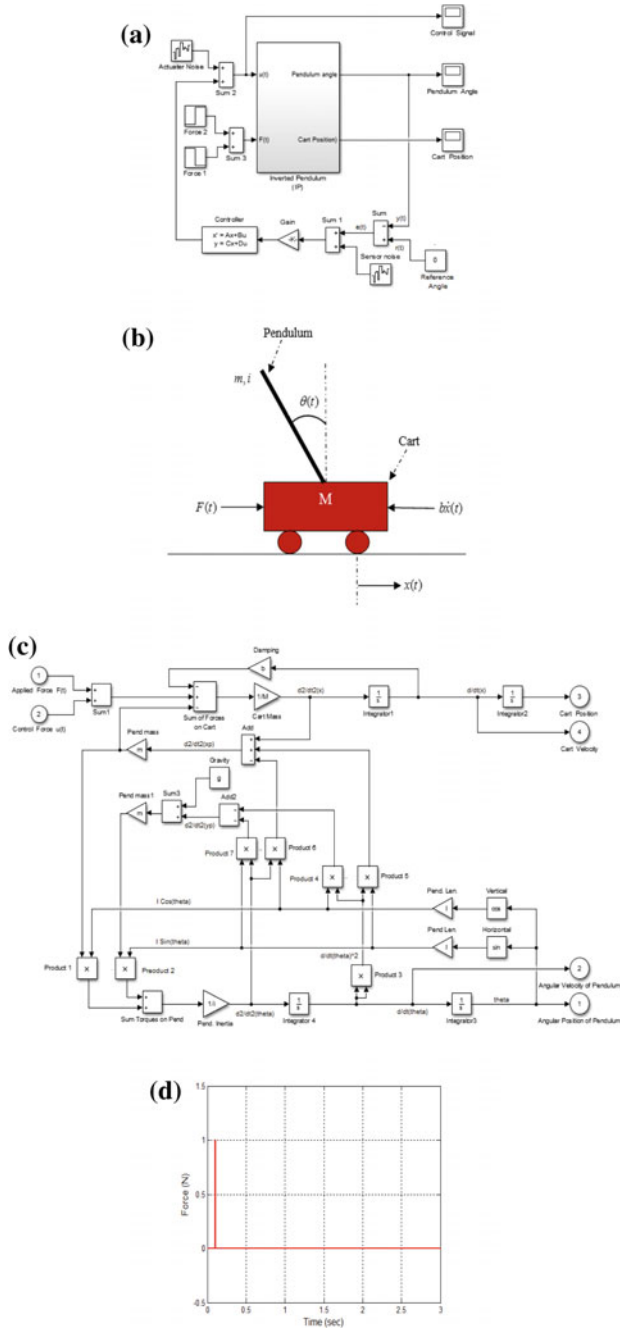 (a)
Control Signal
Actuater Noise
Sum 2
u(t)
Pendulum angle
Pendulum Angle
Force 2
Force 1
Sum 3
F(t)
Cart Position)
Cart Position
Inverted Pendulum
(IP)
Controller
x' = Ax+Bu
y = Cx+Du
Gain
-K-
Sum 1
e(t)
Sum
y(t)
r(t)
Sensor noise
0
Reference
Angle
(b)
Pendulum
m, i
θ(t)
Cart
M
F(t)
bẋ(t)
x(t)
(c)
Damping
b
1
Applied Force F(t)
2
Control Force u(t)
Sum1
Sum of Forces
on Cart
1/M
Cart Mass
d2/dt2(x)
1
s
Integrator1
d/dt(x)
1
s
Integrator2
3
Cart Position
4
Cart Velocity
Pend mass
m
d2/dt2(xp)
Add
Gravity
g
Pend mass1
m
Sum3
d2/dt2(yp)
Add2
Product 7
Product 6
Product 4
Product 5
l Cos(theta)
Pend. Len
l
Vertical
cos
l Sin(theta)
Pend Len.
l
Horizontal
sin
d/dt(theta)^2
Product 1
Preoduct 2
Product 3
Sum Torques on Pend
1/i
Pend. Inertia
d2/dt2(theta)
1
s
Integrator 4
d/dt(theta)
1
s
Integrator3
theta
2
Angular Velocity of Pendulum
1
Angular Position of Pendulum
(d)
Force (N)
1.5
1
0.5
0
-0.5
0 0.5 1 1.5 2 2.5 3
Time (sec)